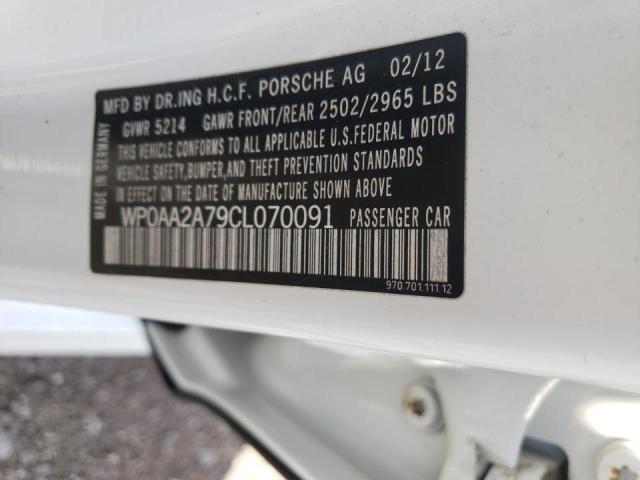 MADE IN GERMANY
MFD BY DR.ING H.C.F. PORSCHE AG 02/12
GVWR 5214 GAWR FRONT/REAR 2502/2965 LBS
THIS VEHICLE CONFORMS TO ALL APPLICABLE U.S.FEDERAL MOTOR
VEHICLE SAFETY,BUMPER,AND THEFT PREVENTION STANDARDS
IN EFFECT ON THE DATE OF MANUFACTURE SHOWN ABOVE
WP0AA2A79CL070091 PASSENGER CAR
970.701.111.12